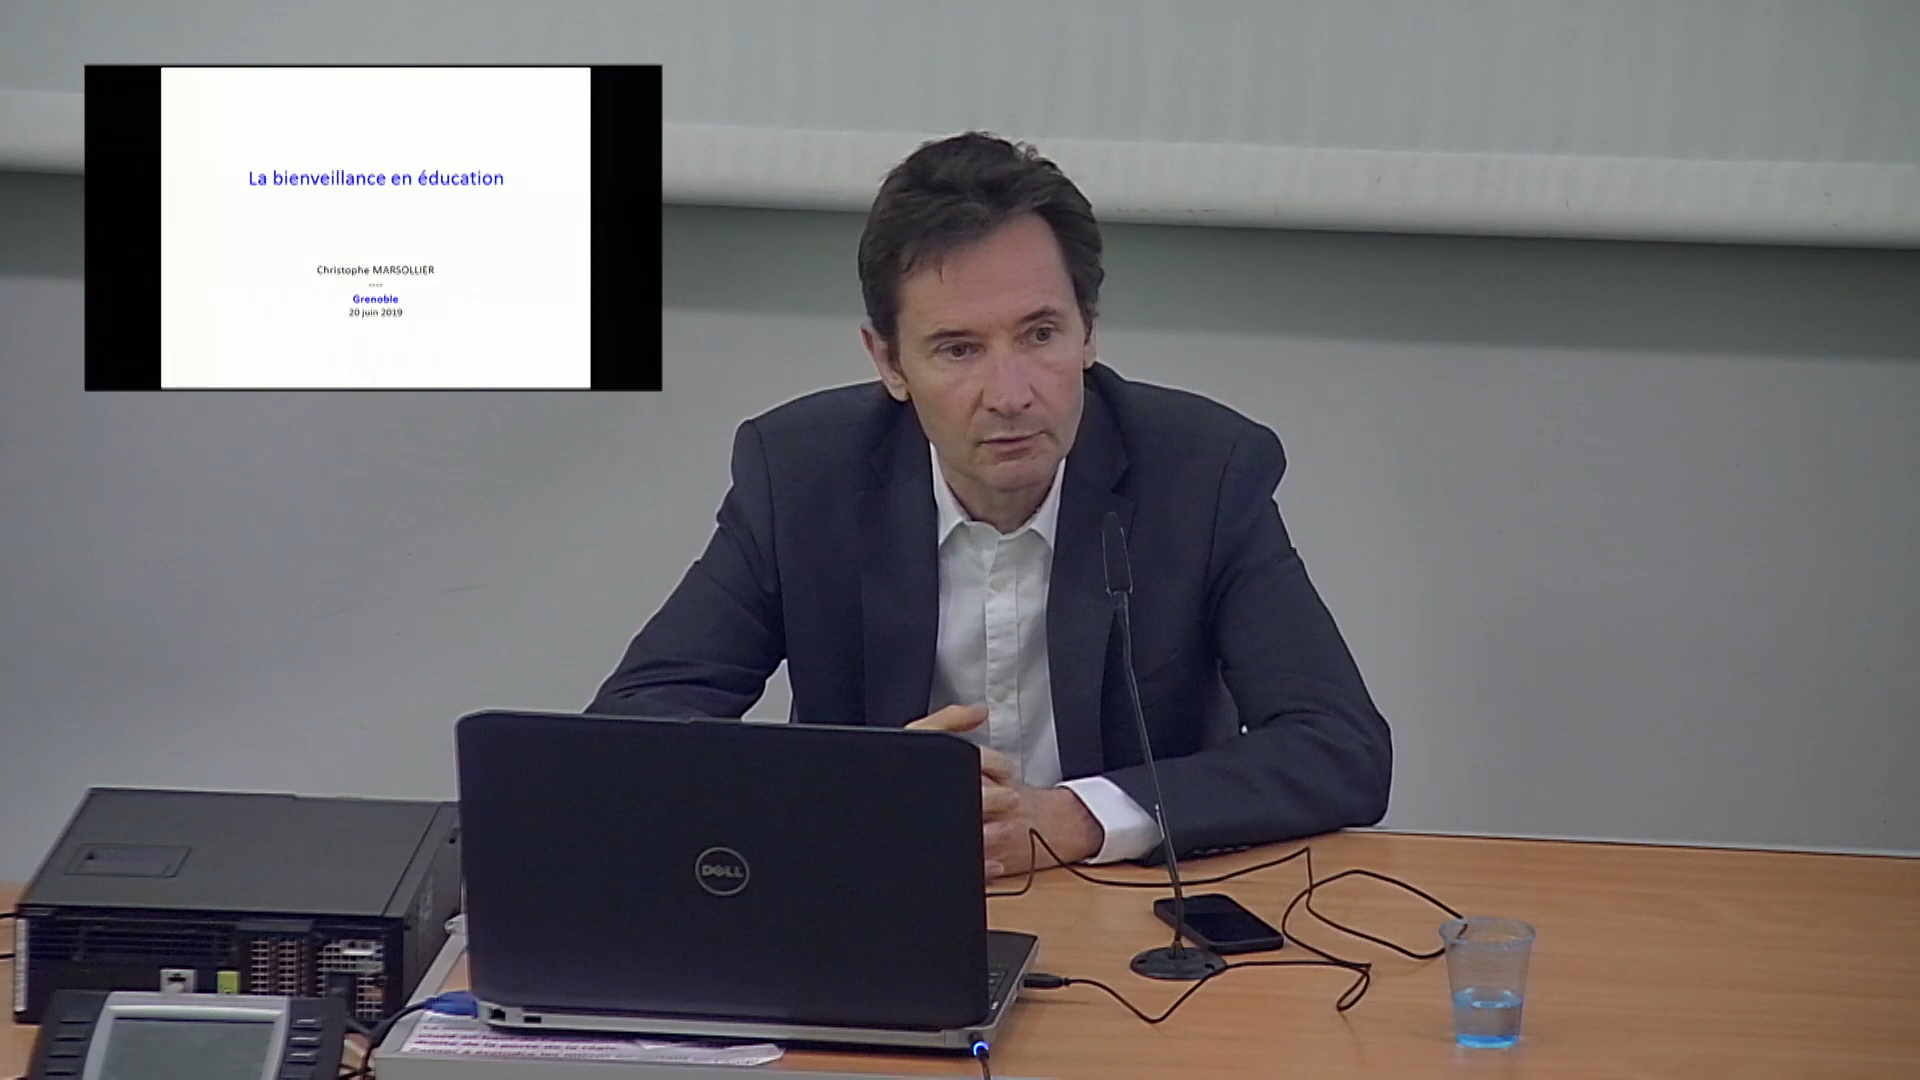 La bienveillance en éducation
Christophe MARSOLLIER
----
Grenoble
20 juin 2019
DELL